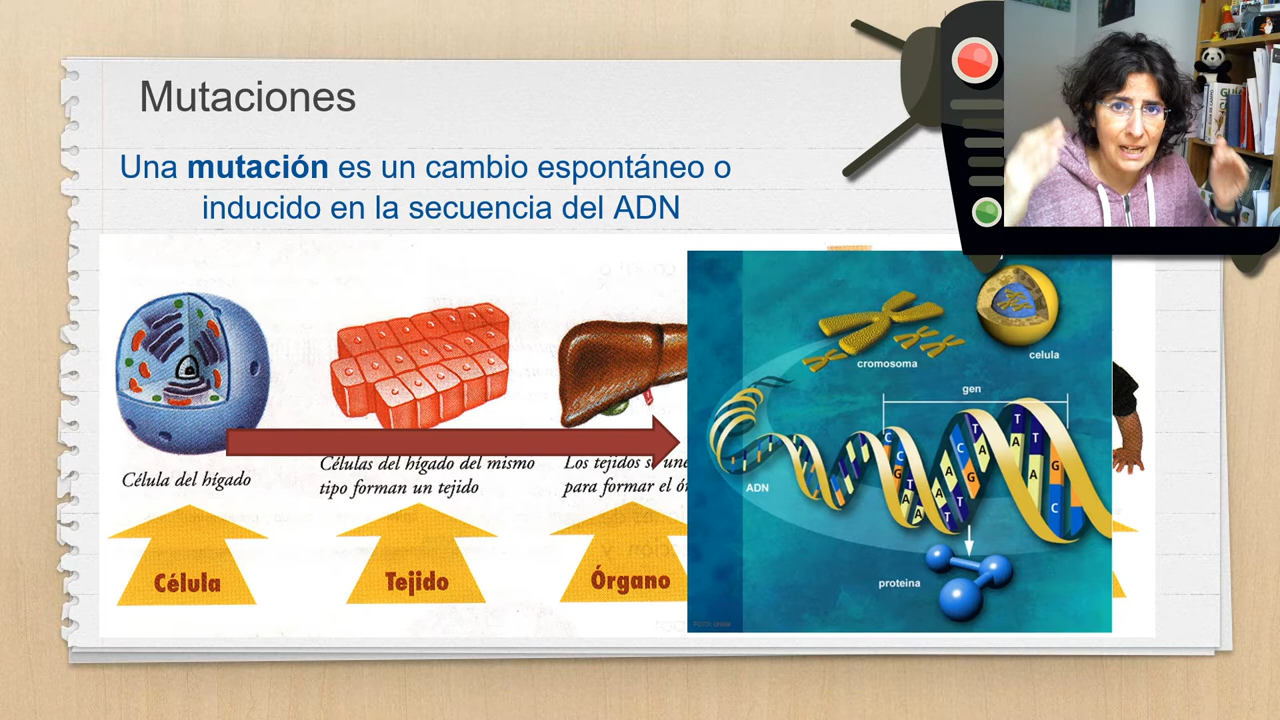 Mutaciones
Una mutación es un cambio espontáneo o
inducido en la secuencia del ADN
Célula del hígado
Células del hígado del mismo
tipo forman un tejido
Los tejidos se une
para formar el ór
Célula
Tejido
Órgano
cromosoma
celula
gen
ADN
C
C
G
T
A
A
A
A
T
C
G
T
A
T
A
T
A
G
C
proteina